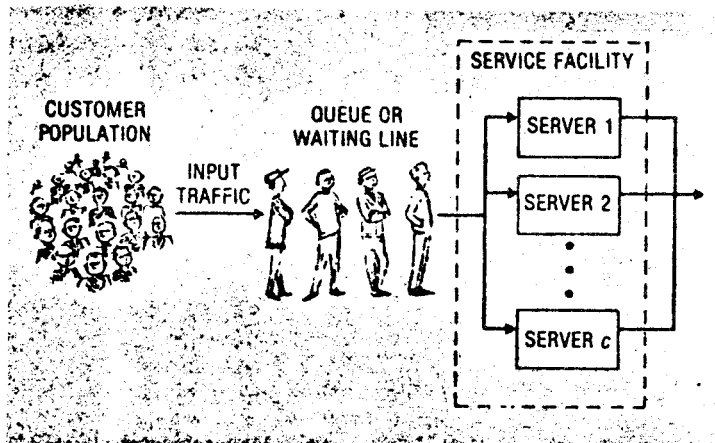 CUSTOMER
POPULATION
INPUT
TRAFFIC
QUEUE OR
WAITING LINE
SERVICE FACILITY
SERVER 1
SERVER 2
SERVER c